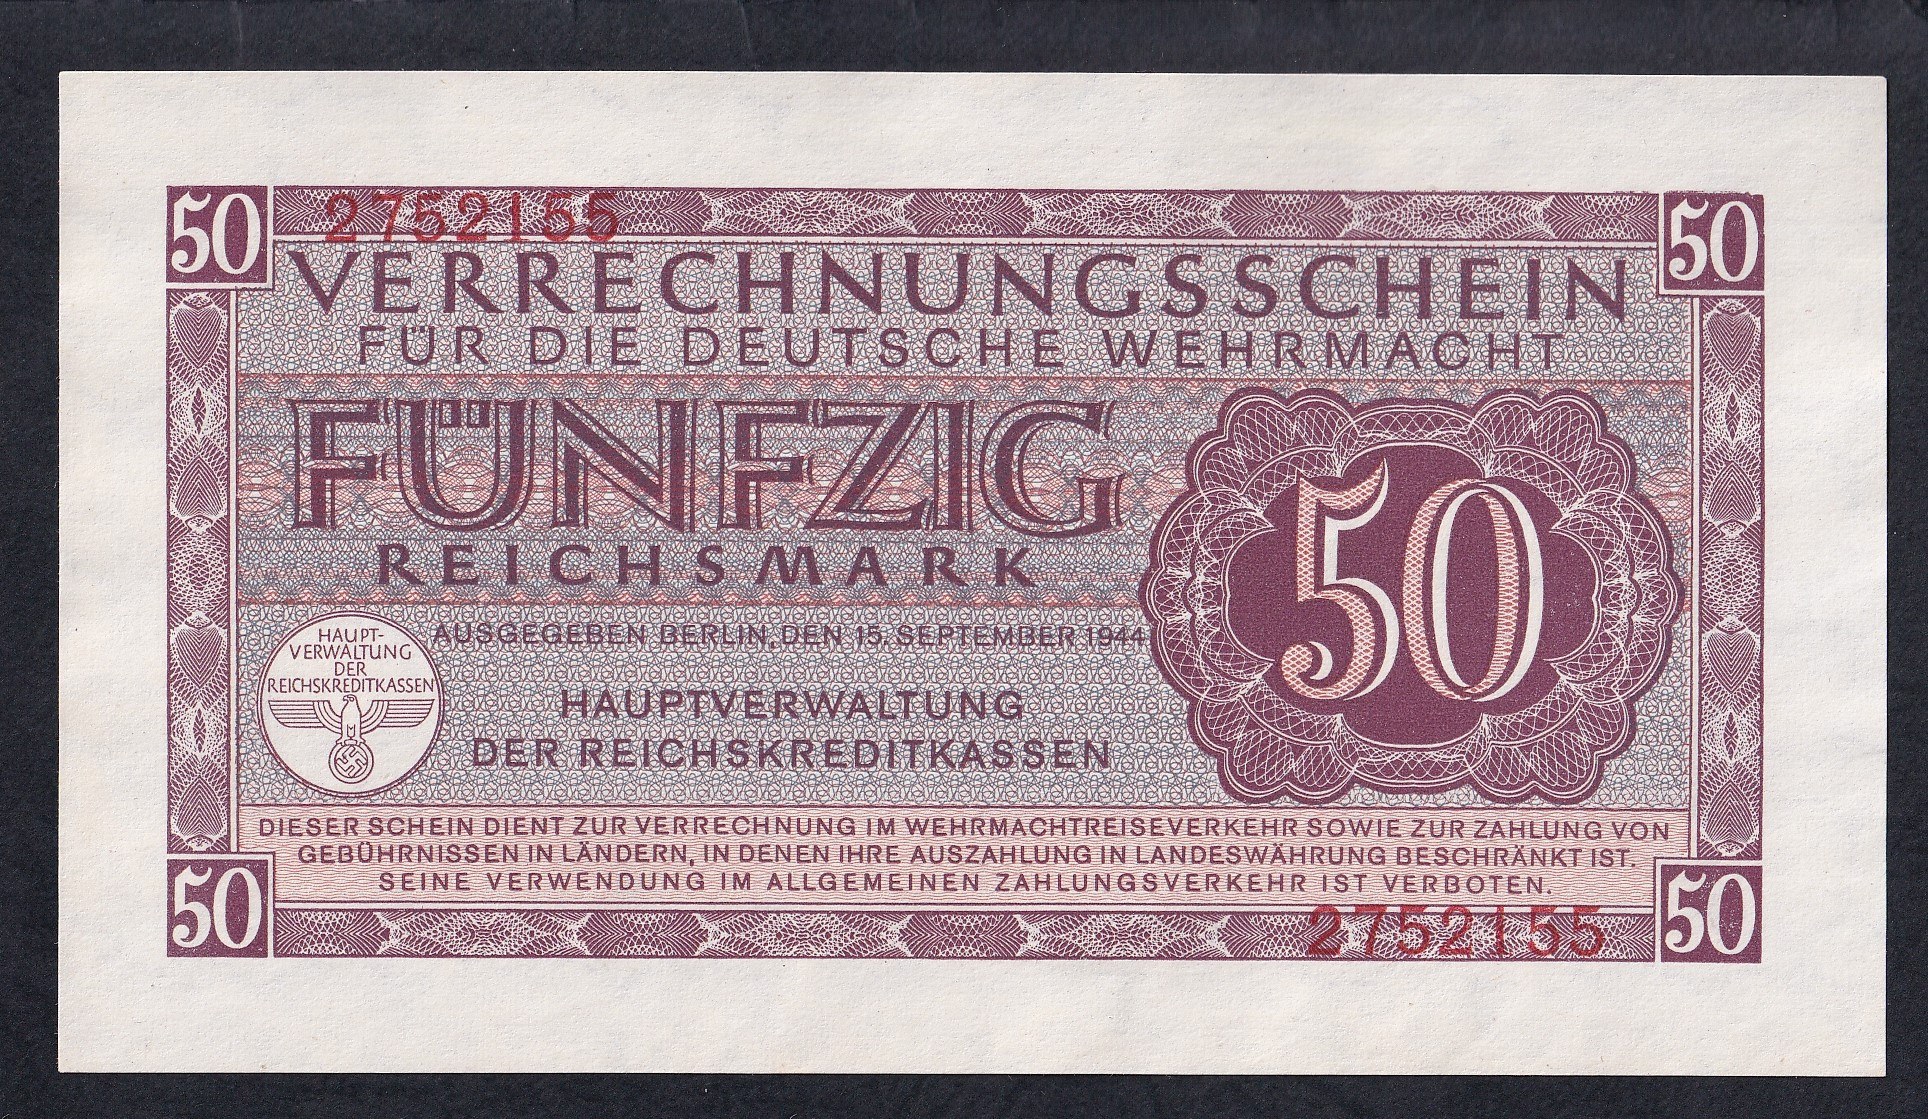 50 2752155 50
VERRECHNUNGSSCHEIN
FÜR DIE DEUTSCHE WEHRMACHT
FÜNFZIG
REICHSMARK
50
HAUPT-
VERWALTUNG
DER
REICHSKREDITKASSEN
AUSGEGEBEN BERLIN, DEN 15. SEPTEMBER 1944
HAUPTVERWALTUNG
DER REICHSKREDITKASSEN
DIESER SCHEIN DIENT ZUR VERRECHNUNG IM WEHRMACHTREISEVERKEHR SOWIE ZUR ZAHLUNG VON
GEBÜHRNISSEN IN LÄNDERN, IN DENEN IHRE AUSZAHLUNG IN LANDESWÄHRUNG BESCHRÄNKT IST.
SEINE VERWENDUNG IM ALLGEMEINEN ZAHLUNGSVERKEHR IST VERBOTEN.
50 2752155 50